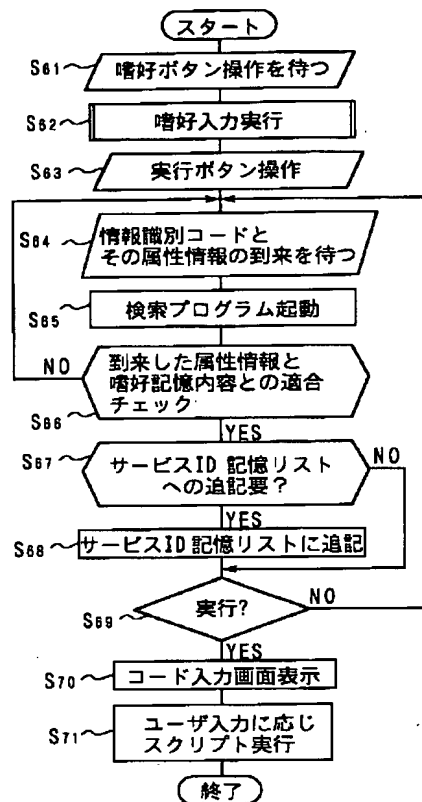 スタート
S61
嗜好ボタン操作を待つ
S62
嗜好入力実行
S63
実行ボタン操作
S64
情報識別コードと
その属性情報の到来を待つ
S65
検索プログラム起動
NO
到来した属性情報と
嗜好記憶内容との適合
チェック
S66
YES
S67
サービスID 記憶リスト
への追記要?
NO
YES
S68
サービスID 記憶リストに追記
実行?
NO
S69
YES
S70
コード入力画面表示
S71
ユーザ入力に応じ
スクリプト実行
終了